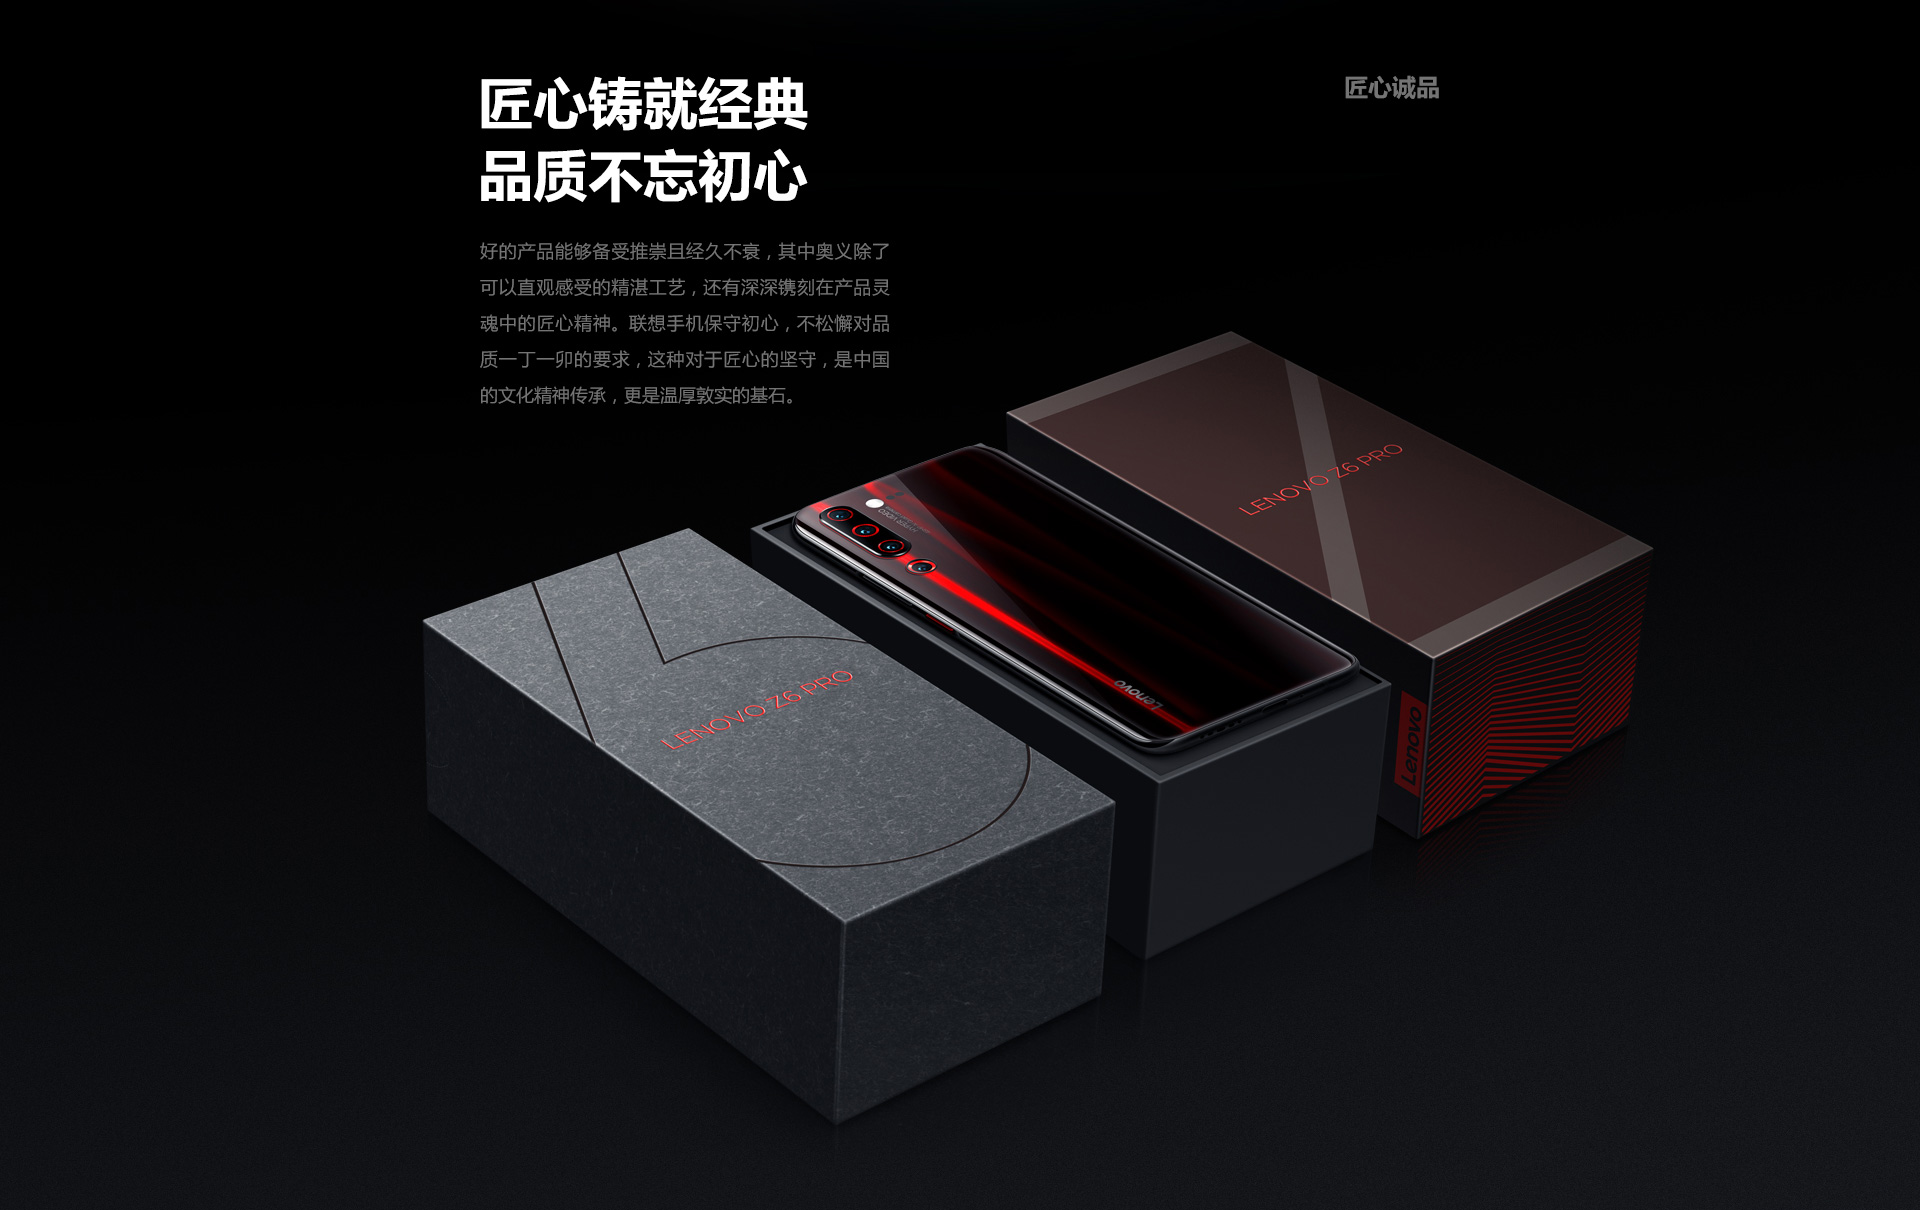 匠心铸就经典
品质不忘初心
匠心诚品
好的产品能够备受推崇且经久不衰，其中奥义除了
可以直观感受的精湛工艺，还有深深镌刻在产品灵
魂中的匠心精神。联想手机保守初心，不松懈对品
质一丁一卯的要求，这种对于匠心的坚守，是中国
的文化精神传承，更是温厚敦实的基石。
LENOVO Z6 PRO
HYPER VIDEO
Lenovo
LENOVO Z6 PRO
Lenovo